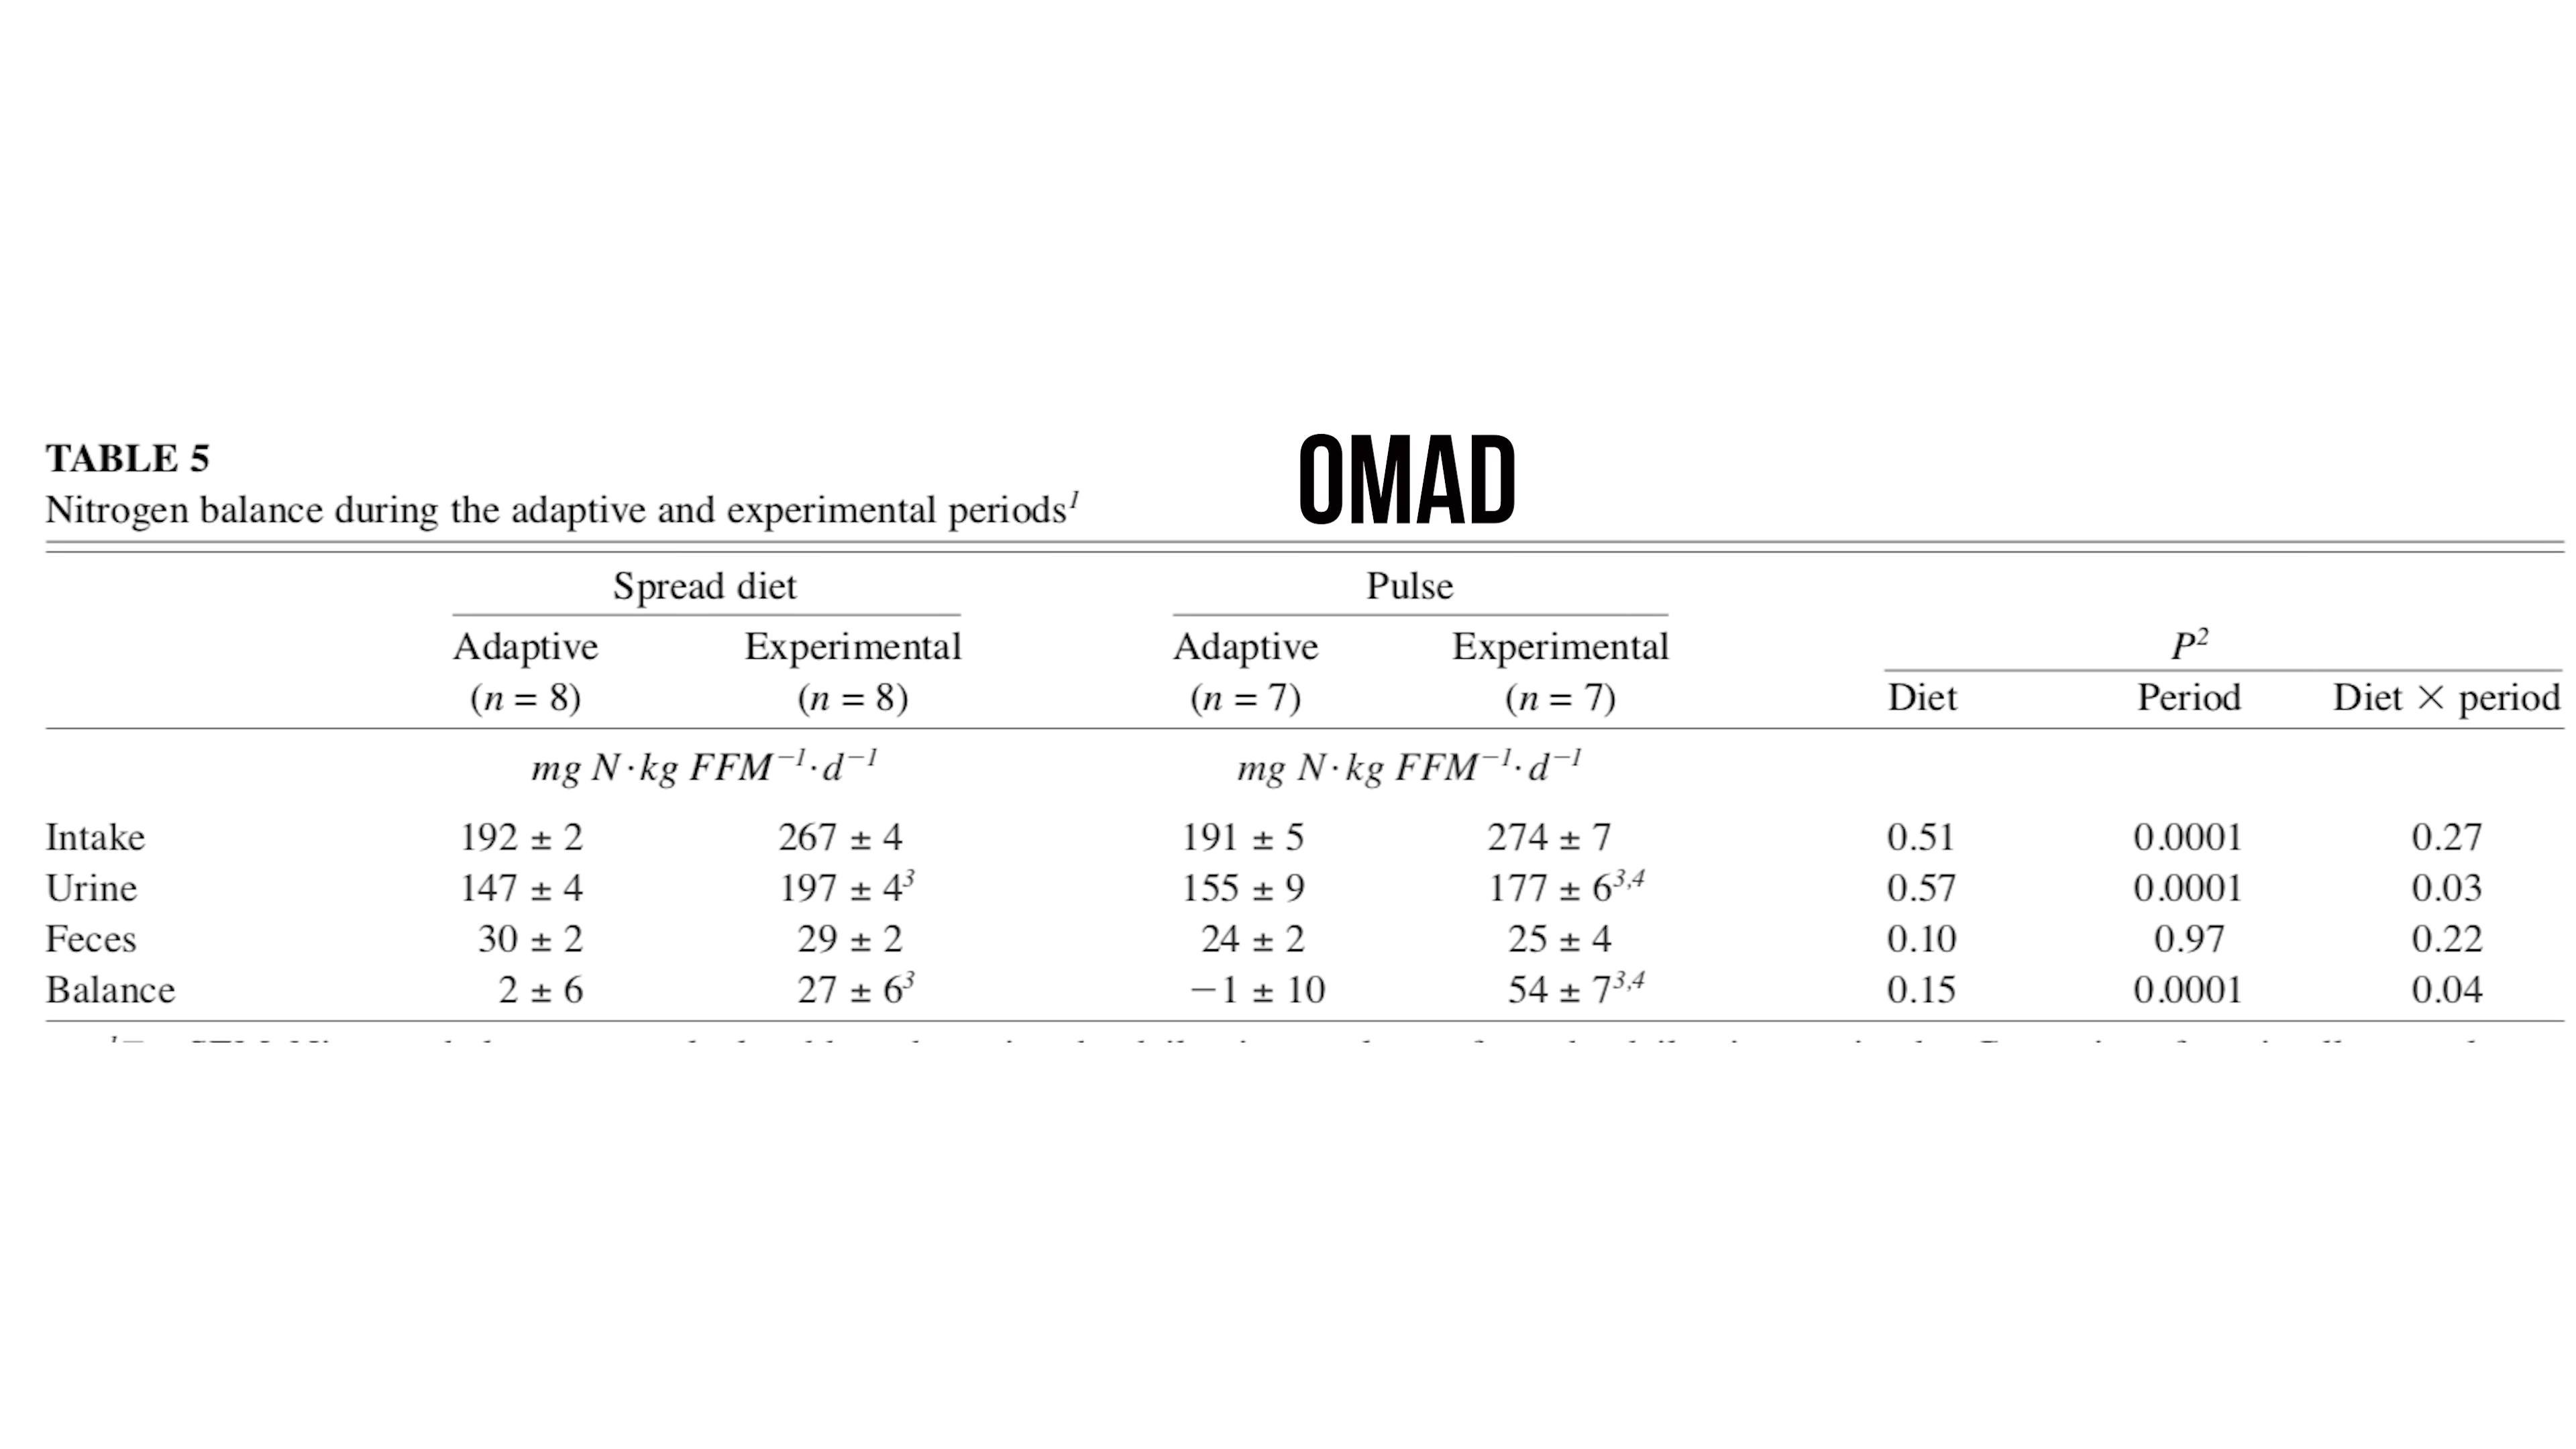 TABLE 5
OMAD
Nitrogen balance during the adaptive and experimental periods¹
Spread diet Pulse
Adaptive Experimental Adaptive Experimental P²
(n = 8) (n = 8) (n = 7) (n = 7) Diet Period Diet × period
mg N·kg FFM⁻¹·d⁻¹ mg N·kg FFM⁻¹·d⁻¹
Intake 192 ± 2 267 ± 4 191 ± 5 274 ± 7 0.51 0.0001 0.27
Urine 147 ± 4 197 ± 4³ 155 ± 9 177 ± 6³,⁴ 0.57 0.0001 0.03
Feces 30 ± 2 29 ± 2 24 ± 2 25 ± 4 0.10 0.97 0.22
Balance 2 ± 6 27 ± 6³ −1 ± 10 54 ± 7³,⁴ 0.15 0.0001 0.04